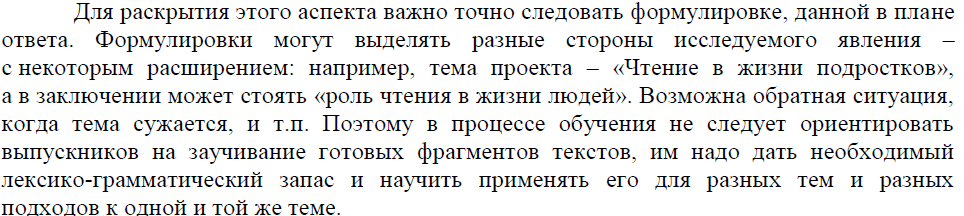 Для раскрытия этого аспекта важно точно следовать формулировке, данной в плане
ответа. Формулировки могут выделять разные стороны исследуемого явления –
с некоторым расширением: например, тема проекта – «Чтение в жизни подростков»,
а в заключении может стоять «роль чтения в жизни людей». Возможна обратная ситуация,
когда тема сужается, и т.п. Поэтому в процессе обучения не следует ориентировать
выпускников на заучивание готовых фрагментов текстов, им надо дать необходимый
лексико-грамматический запас и научить применять его для разных тем и разных
подходов к одной и той же теме.